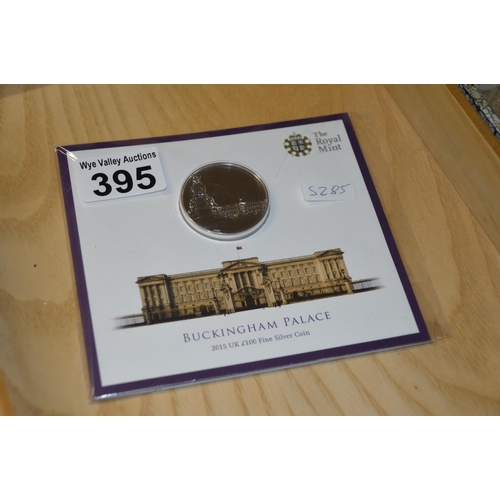 Wye Valley Auctions
395
The
Royal
Mint
S285
BUCKINGHAM PALACE
2015 UK £100 Fine Silver Coin